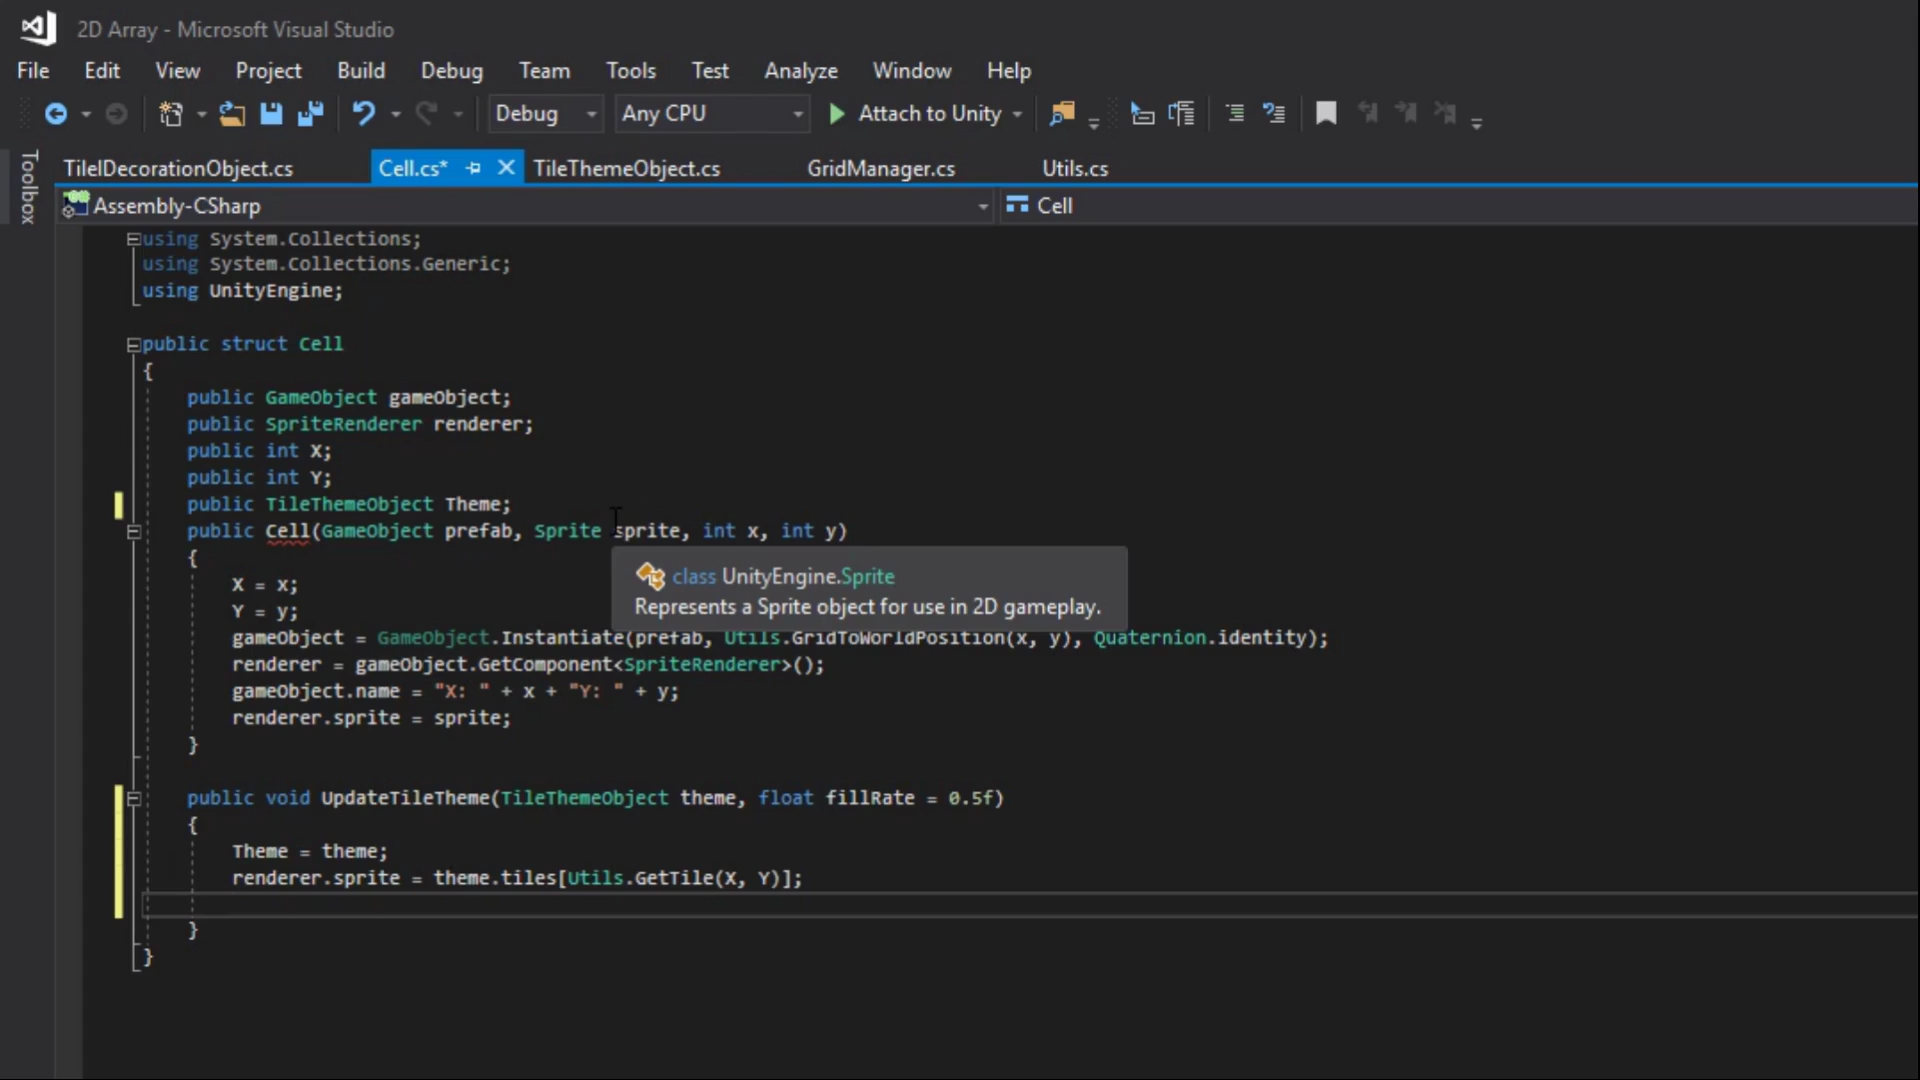 2D Array - Microsoft Visual Studio
File Edit View Project Build Debug Team Tools Test Analyze Window Help
Debug Any CPU Attach to Unity
Toolbox
TilelDecorationObject.cs Cell.cs* TileThemeObject.cs GridManager.cs Utils.cs
Assembly-CSharp Cell
using System.Collections;
using System.Collections.Generic;
using UnityEngine;
public struct Cell
{
public GameObject gameObject;
public SpriteRenderer renderer;
public int X;
public int Y;
public TileThemeObject Theme;
public Cell(GameObject prefab, Sprite sprite, int x, int y)
{
class UnityEngine.Sprite
Represents a Sprite object for use in 2D gameplay.
X = x;
Y = y;
gameObject = GameObject.Instantiate(prefab, Utils.GridToWorldPosition(x, y), Quaternion.identity);
renderer = gameObject.GetComponent<SpriteRenderer>();
gameObject.name = "X: " + x + "Y: " + y;
renderer.sprite = sprite;
}
public void UpdateTileTheme(TileThemeObject theme, float fillRate = 0.5f)
{
Theme = theme;
renderer.sprite = theme.tiles[Utils.GetTile(X, Y)];
}
}